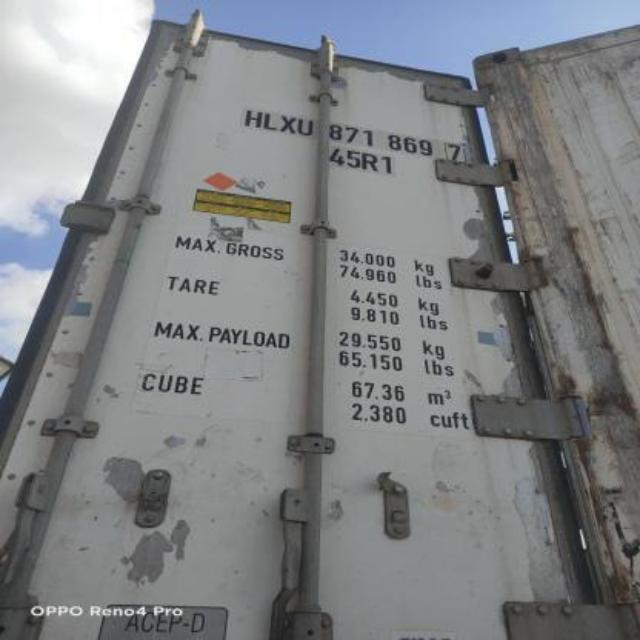 HLXU 871 869 7
45R1
MAX. GROSS 34.000 kg
74.960 lbs
TARE 4.450 kg
9.810 lbs
MAX. PAYLOAD 29.550 kg
65.150 lbs
CUBE 67.36 m³
2.380 cuft
ACEP-D
OPPO Reno4 Pro